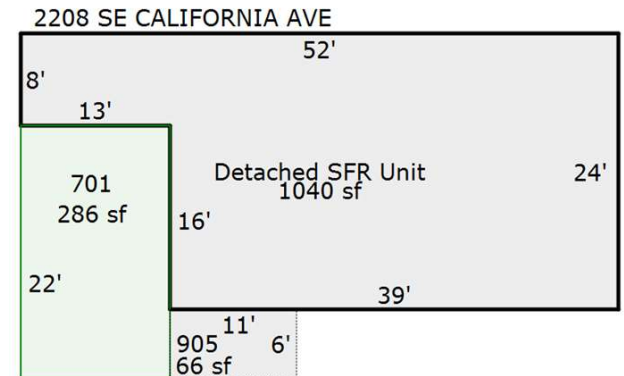 2208 SE CALIFORNIA AVE
52'
8'
13'
Detached SFR Unit
1040 sf
24'
701
286 sf
16'
22'
39'
11'
905
6'
66 sf